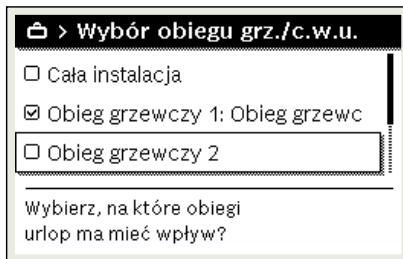 > Wybór obiegu grz./c.w.u.
Cała instalacja
Obieg grzewczy 1: Obieg grzewc
Obieg grzewczy 2
Wybierz, na które obiegi
urlop ma mieć wpływ?